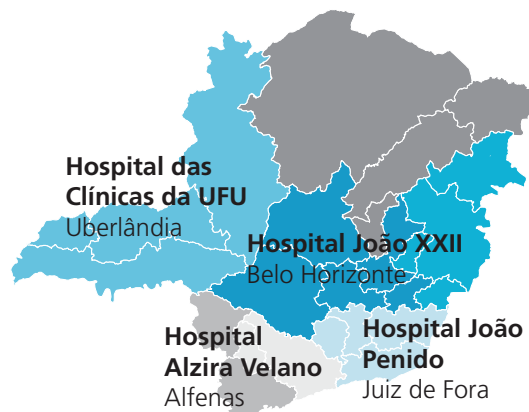 Hospital das
Clínicas da UFU
Uberlândia
Hospital João XXII
Belo Horizonte
Hospital
Alzira Velano
Alfenas
Hospital João
Penido
Juiz de Fora